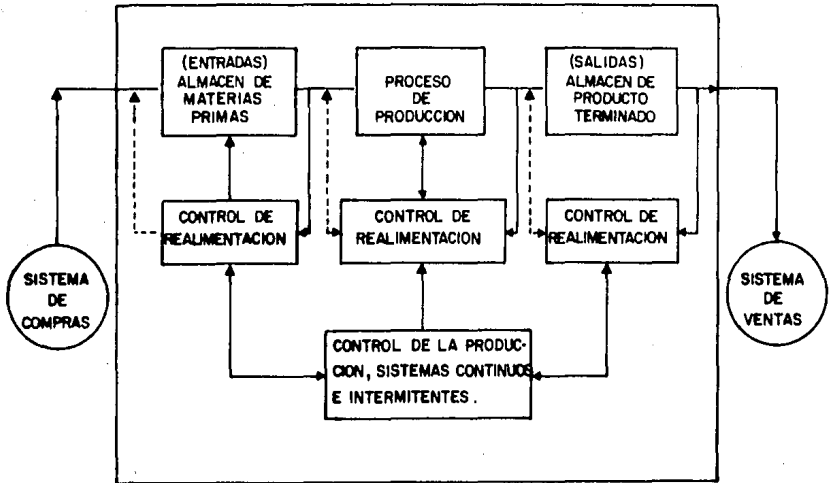 (ENTRADAS)
ALMACEN DE
MATERIAS
PRIMAS
PROCESO
DE
PRODUCCION
(SALIDAS)
ALMACEN DE
PRODUCTO
TERMINADO
CONTROL DE
REALIMENTACION
CONTROL DE
REALIMENTACION
CONTROL DE
REALIMENTACION
SISTEMA
DE
COMPRAS
SISTEMA
DE
VENTAS
CONTROL DE LA PRODUC-
CION, SISTEMAS CONTINUOS
E INTERMITENTES.